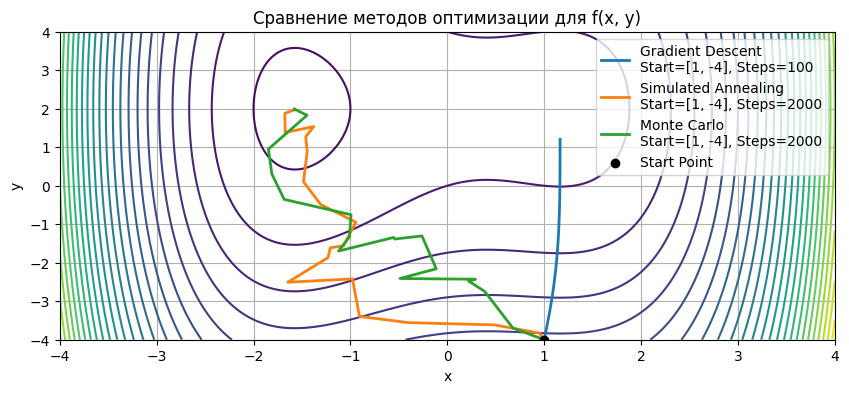 Сравнение методов оптимизации для f(x, y)
4
3
2
1
0
−1
−2
−3
−4
y
−4
−3
−2
−1
0
1
2
3
4
x
Gradient Descent
Start=[1, -4], Steps=100
Simulated Annealing
Start=[1, -4], Steps=2000
Monte Carlo
Start=[1, -4], Steps=2000
Start Point